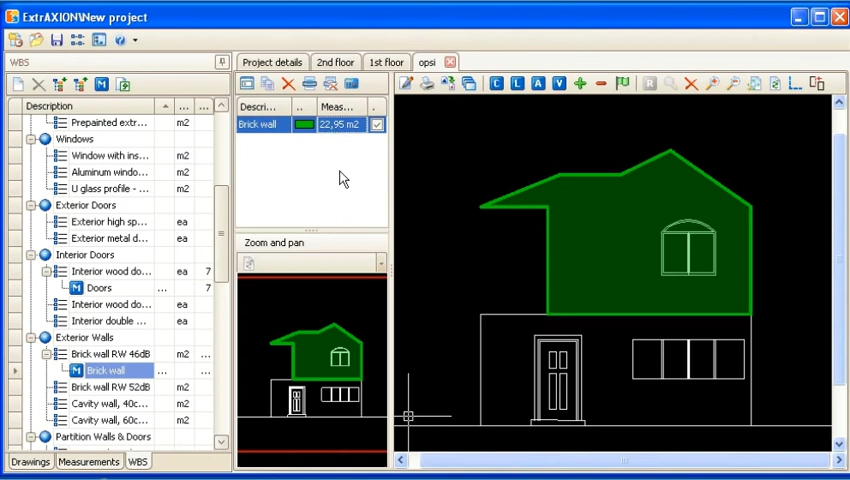 ExtrAXION\New project
WBS
Project details
2nd floor
1st floor
opsi
C L A V
R
M
Description
...
...
Prepainted extr... m2
Windows
Window with ins... m2
Aluminum windo... m2
U glass profile - ... m2
Exterior Doors
Exterior high sp... ea
Exterior metal d... ea
Interior Doors
Interior wood do... ea 7
M Doors ... 7
Interior wood do... ea
Interior double ... ea
Exterior Walls
Brick wall RW 46dB m2 ...
M Brick wall ... ...
Brick wall RW 52dB m2
Cavity wall, 40c... m2
Cavity wall, 60c... m2
Partition Walls & Doors
Drawings
Measurements
WBS
Descri... .. Meas... .
Brick wall 22,95 m2
Zoom and pan